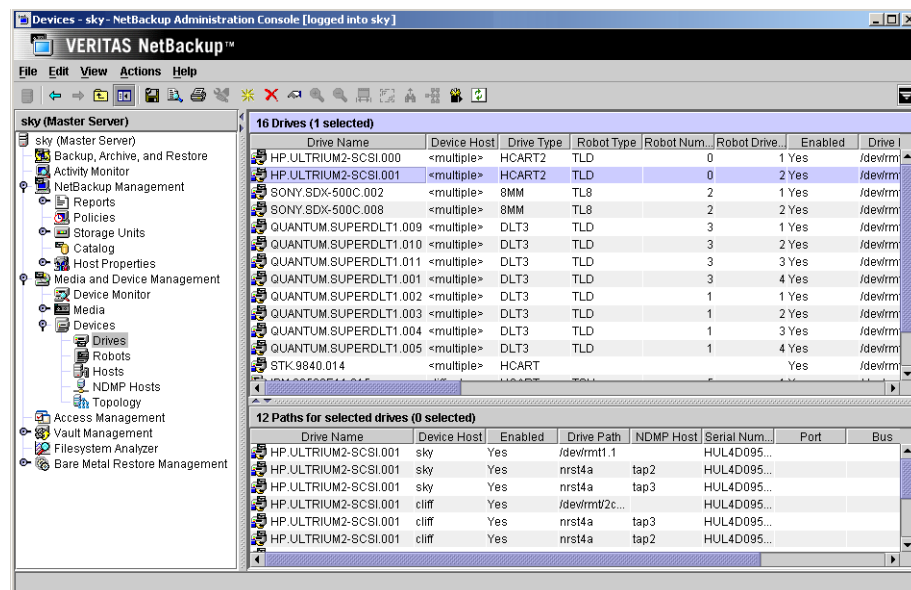 Devices - sky - NetBackup Administration Console [logged into sky]
VERITAS NetBackup™
File Edit View Actions Help
sky (Master Server)
sky (Master Server)
Backup, Archive, and Restore
Activity Monitor
NetBackup Management
Reports
Policies
Storage Units
Catalog
Host Properties
Media and Device Management
Device Monitor
Media
Devices
Drives
Robots
Hosts
NDMP Hosts
Topology
Access Management
Vault Management
Filesystem Analyzer
Bare Metal Restore Management
16 Drives (1 selected)
Drive Name Device Host Drive Type Robot Type Robot Num... Robot Drive... Enabled Drive
HP.ULTRIUM2-SCSI.000 <multiple> HCART2 TLD 0 1 Yes /dev/rm
HP.ULTRIUM2-SCSI.001 <multiple> HCART2 TLD 0 2 Yes /dev/rm
SONY.SDX-500C.002 <multiple> 8MM TL8 2 1 Yes /dev/rm
SONY.SDX-500C.008 <multiple> 8MM TL8 2 2 Yes /dev/rm
QUANTUM.SUPERDLT1.009 <multiple> DLT3 TLD 3 1 Yes /dev/rm
QUANTUM.SUPERDLT1.010 <multiple> DLT3 TLD 3 2 Yes /dev/rm
QUANTUM.SUPERDLT1.011 <multiple> DLT3 TLD 3 3 Yes /dev/rm
QUANTUM.SUPERDLT1.001 <multiple> DLT3 TLD 3 4 Yes /dev/rm
QUANTUM.SUPERDLT1.002 <multiple> DLT3 TLD 1 1 Yes /dev/rm
QUANTUM.SUPERDLT1.003 <multiple> DLT3 TLD 1 2 Yes /dev/rm
QUANTUM.SUPERDLT1.004 <multiple> DLT3 TLD 1 3 Yes /dev/rm
QUANTUM.SUPERDLT1.005 <multiple> DLT3 TLD 1 4 Yes /dev/rm
STK.9840.014 <multiple> HCART Yes /dev/rm
12 Paths for selected drives (0 selected)
Drive Name Device Host Enabled Drive Path NDMP Host Serial Num... Port Bus
HP.ULTRIUM2-SCSI.001 sky Yes /dev/rmt1.1 HUL4D095...
HP.ULTRIUM2-SCSI.001 sky Yes nrst4a tap2 HUL4D095...
HP.ULTRIUM2-SCSI.001 sky Yes nrst4a tap3 HUL4D095...
HP.ULTRIUM2-SCSI.001 cliff Yes /dev/rmt/2c... HUL4D095...
HP.ULTRIUM2-SCSI.001 cliff Yes nrst4a tap3 HUL4D095...
HP.ULTRIUM2-SCSI.001 cliff Yes nrst4a tap2 HUL4D095...